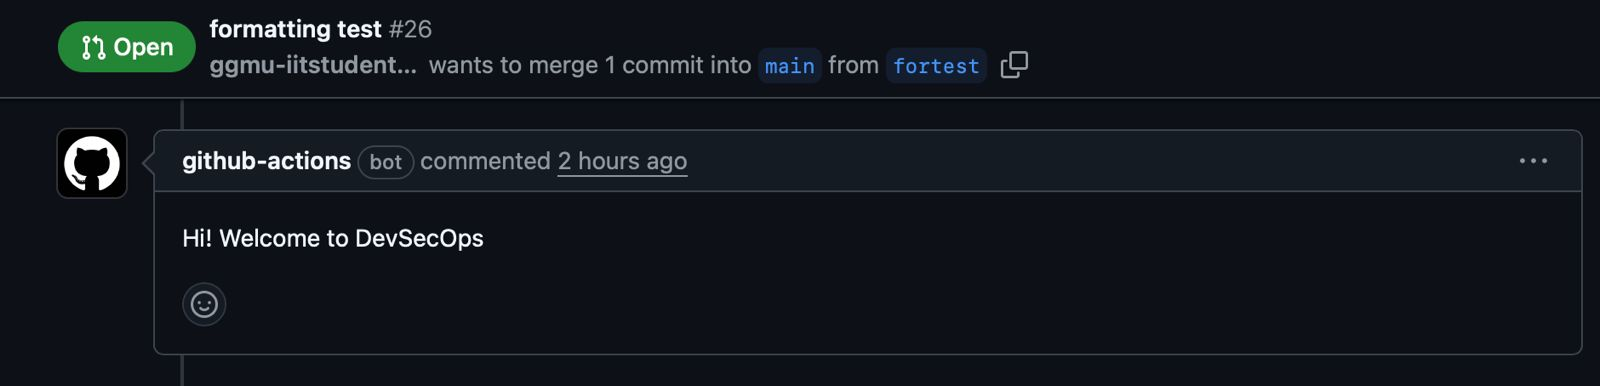 Open
formatting test #26
ggmu-iitstudent... wants to merge 1 commit into main from fortest
github-actions bot commented 2 hours ago
Hi! Welcome to DevSecOps